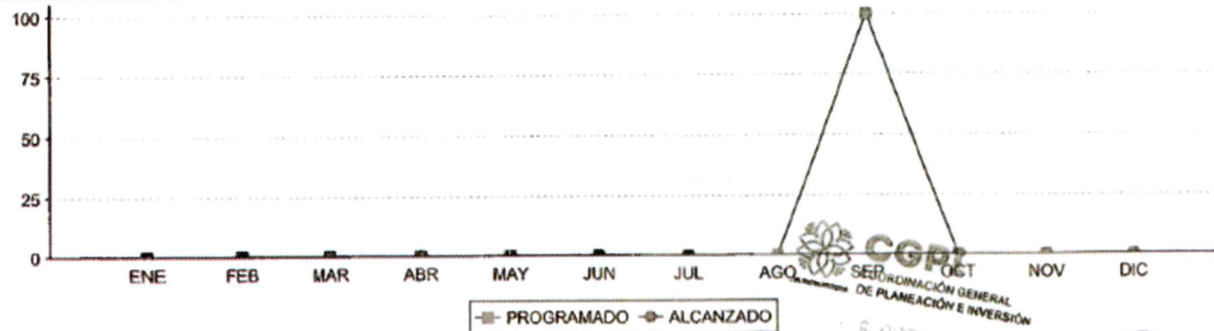 100
75
50
25
0
ENE FEB MAR ABR MAY JUN JUL AGO SEP OCT NOV DIC
CGPI
COORDINACIÓN GENERAL
DE PLANEACIÓN E INVERSIÓN
PROGRAMADO ALCANZADO